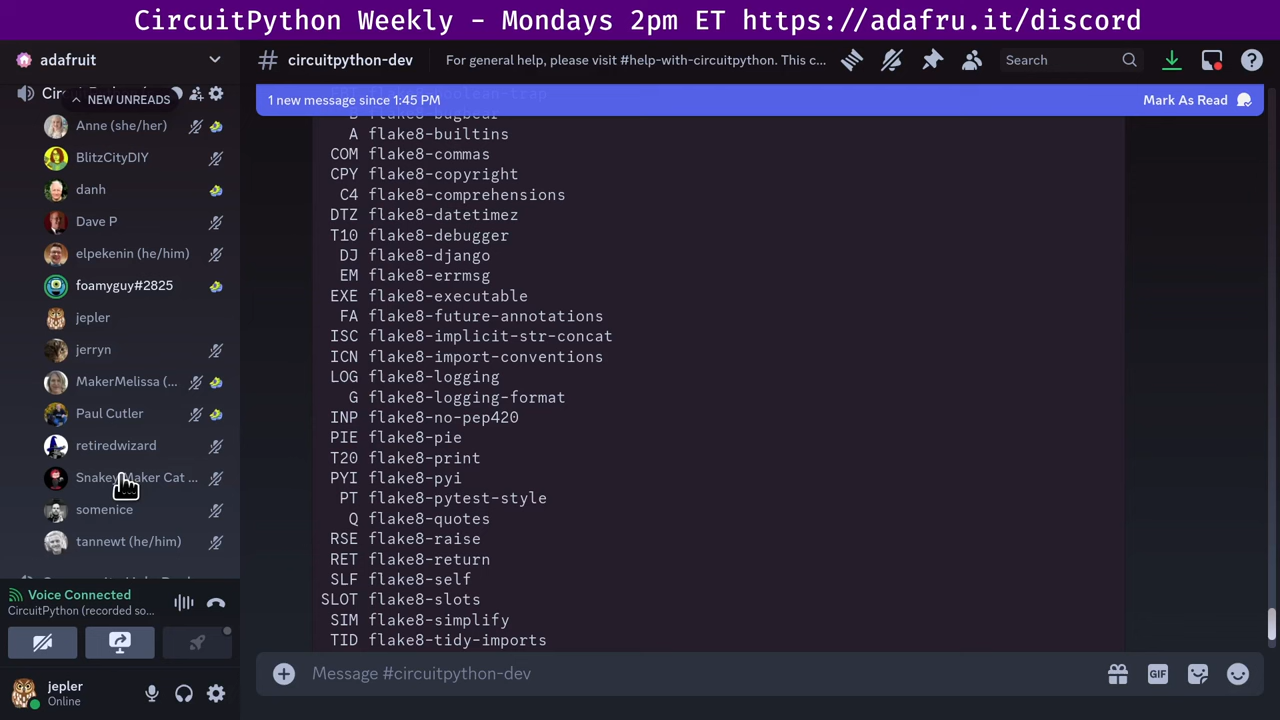 CircuitPython Weekly - Mondays 2pm ET https://adafru.it/discord
adafruit
# circuitpython-dev
For general help, please visit #help-with-circuitpython. This c...
Search
NEW UNREADS
Anne (she/her)
BlitzCityDIY
danh
Dave P
elpekenin (he/him)
foamyguy#2825
jepler
jerryn
MakerMelissa (...
Paul Cutler
retiredwizard
Snakey Maker Cat ...
somenice
tannewt (he/him)
Voice Connected
CircuitPython (recorded so...
jepler
Online
1 new message since 1:45 PM
Mark As Read
A flake8-builtins
COM flake8-commas
CPY flake8-copyright
C4 flake8-comprehensions
DTZ flake8-datetimez
T10 flake8-debugger
DJ flake8-django
EM flake8-errmsg
EXE flake8-executable
FA flake8-future-annotations
ISC flake8-implicit-str-concat
ICN flake8-import-conventions
LOG flake8-logging
G flake8-logging-format
INP flake8-no-pep420
PIE flake8-pie
T20 flake8-print
PYI flake8-pyi
PT flake8-pytest-style
Q flake8-quotes
RSE flake8-raise
RET flake8-return
SLF flake8-self
SLOT flake8-slots
SIM flake8-simplify
TID flake8-tidy-imports
Message #circuitpython-dev
GIF